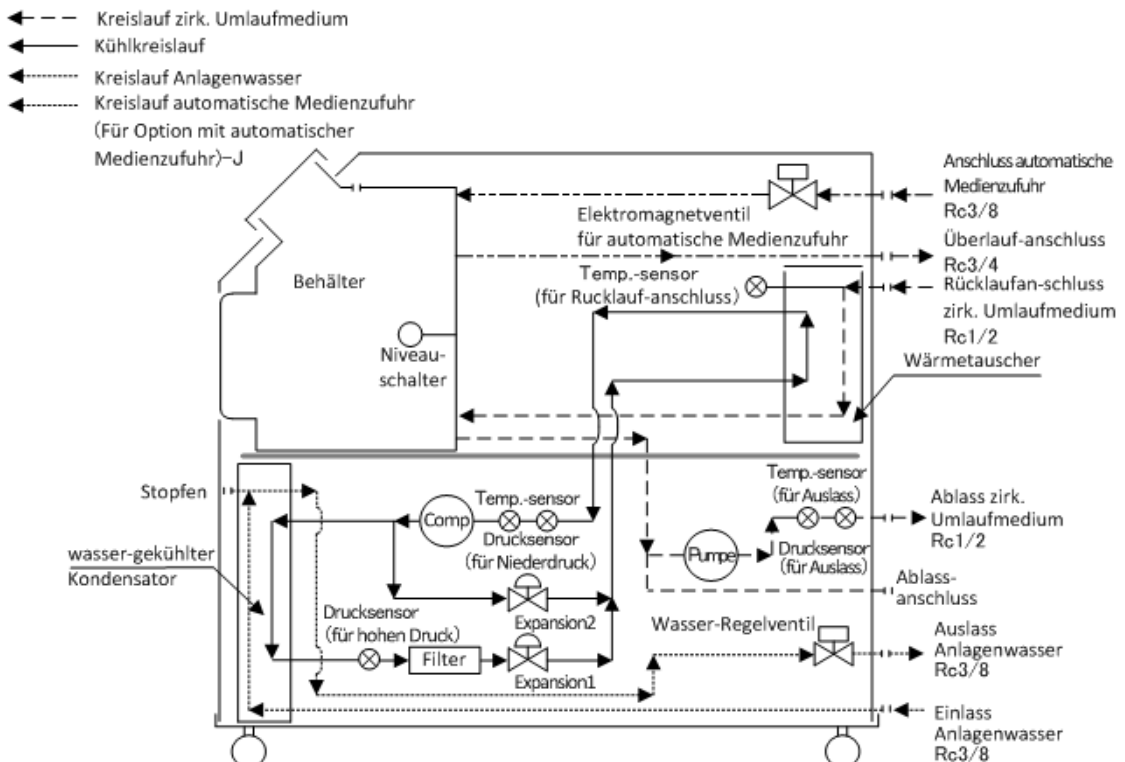 Kreislauf zirk. Umlaufmedium
Kühlkreislauf
Kreislauf Anlagenwasser
Kreislauf automatische Medienzufuhr
(Für Option mit automatischer
Medienzufuhr)-J
Anschluss automatische
Medienzufuhr
Rc3/8
Elektromagnetventil
für automatische Medienzufuhr
Überlauf-anschluss
Rc3/4
Behälter
Temp.-sensor
(für Rucklauf-anschluss)
Rücklaufan-schluss
zirk. Umlaufmedium
Rc1/2
Niveau-
schalter
Wärmetauscher
Stopfen
Comp
Temp.-sensor
Drucksensor
(für Niederdruck)
Temp.-sensor
(für Auslass)
Ablass zirk.
Umlaufmedium
Rc1/2
Pumpe
Drucksensor
(für Auslass)
wasser-gekühlter
Kondensator
Ablass-
anschluss
Expansion2
Drucksensor
(für hohen Druck)
Filter
Expansion1
Wasser-Regelventil
Auslass
Anlagenwasser
Rc3/8
Einlass
Anlagenwasser
Rc3/8